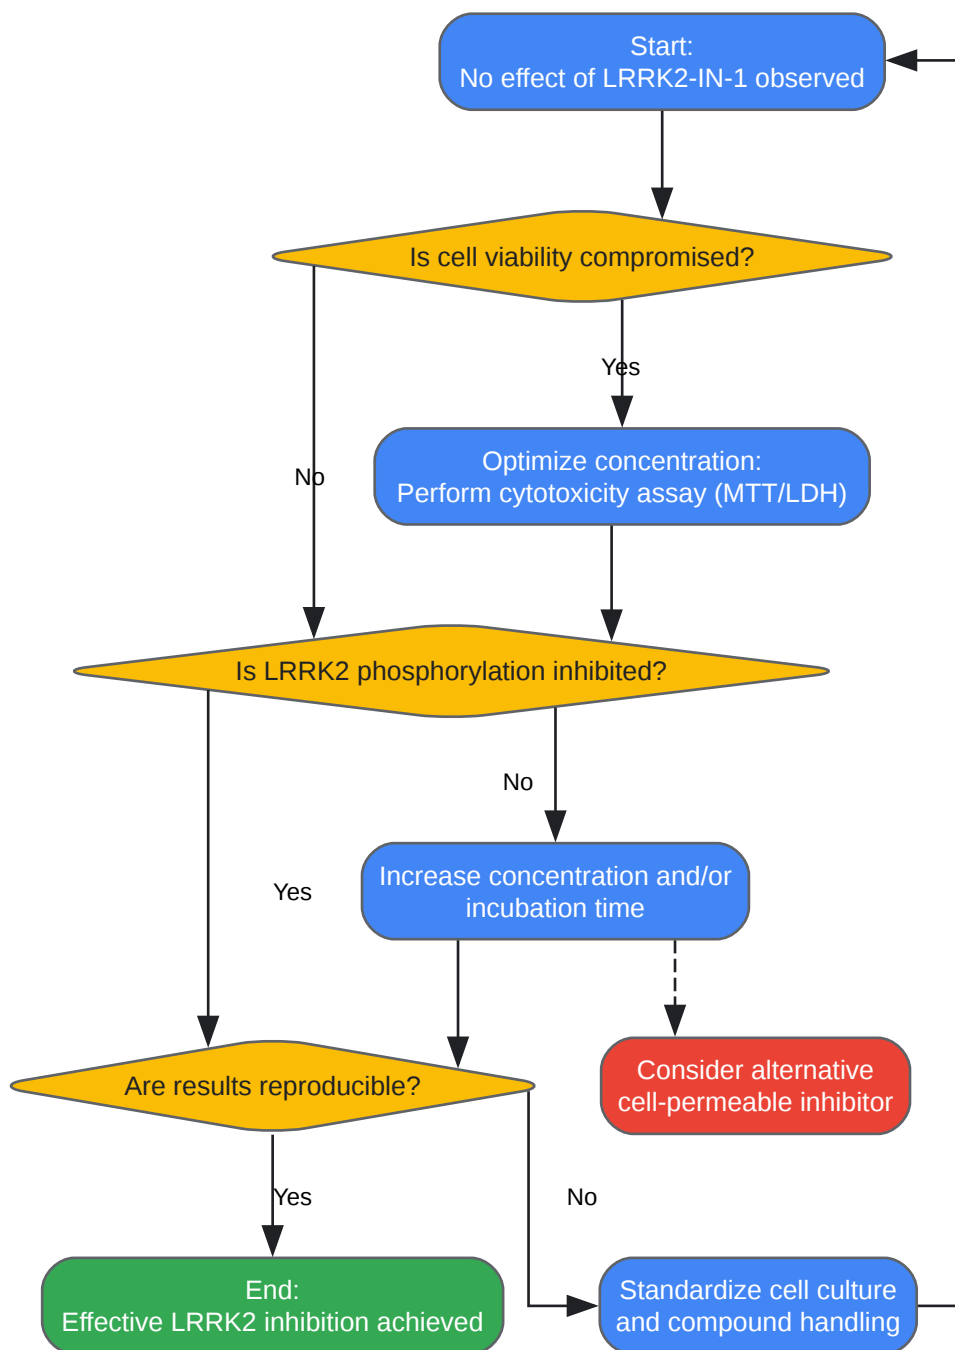 Start:
No effect of LRRK2-IN-1 observed
Is cell viability compromised?
Yes
Optimize concentration:
Perform cytotoxicity assay (MTT/LDH)
No
Is LRRK2 phosphorylation inhibited?
No
Increase concentration and/or
incubation time
Yes
Consider alternative
cell-permeable inhibitor
Are results reproducible?
Yes
No
End:
Effective LRRK2 inhibition achieved
Standardize cell culture
and compound handling